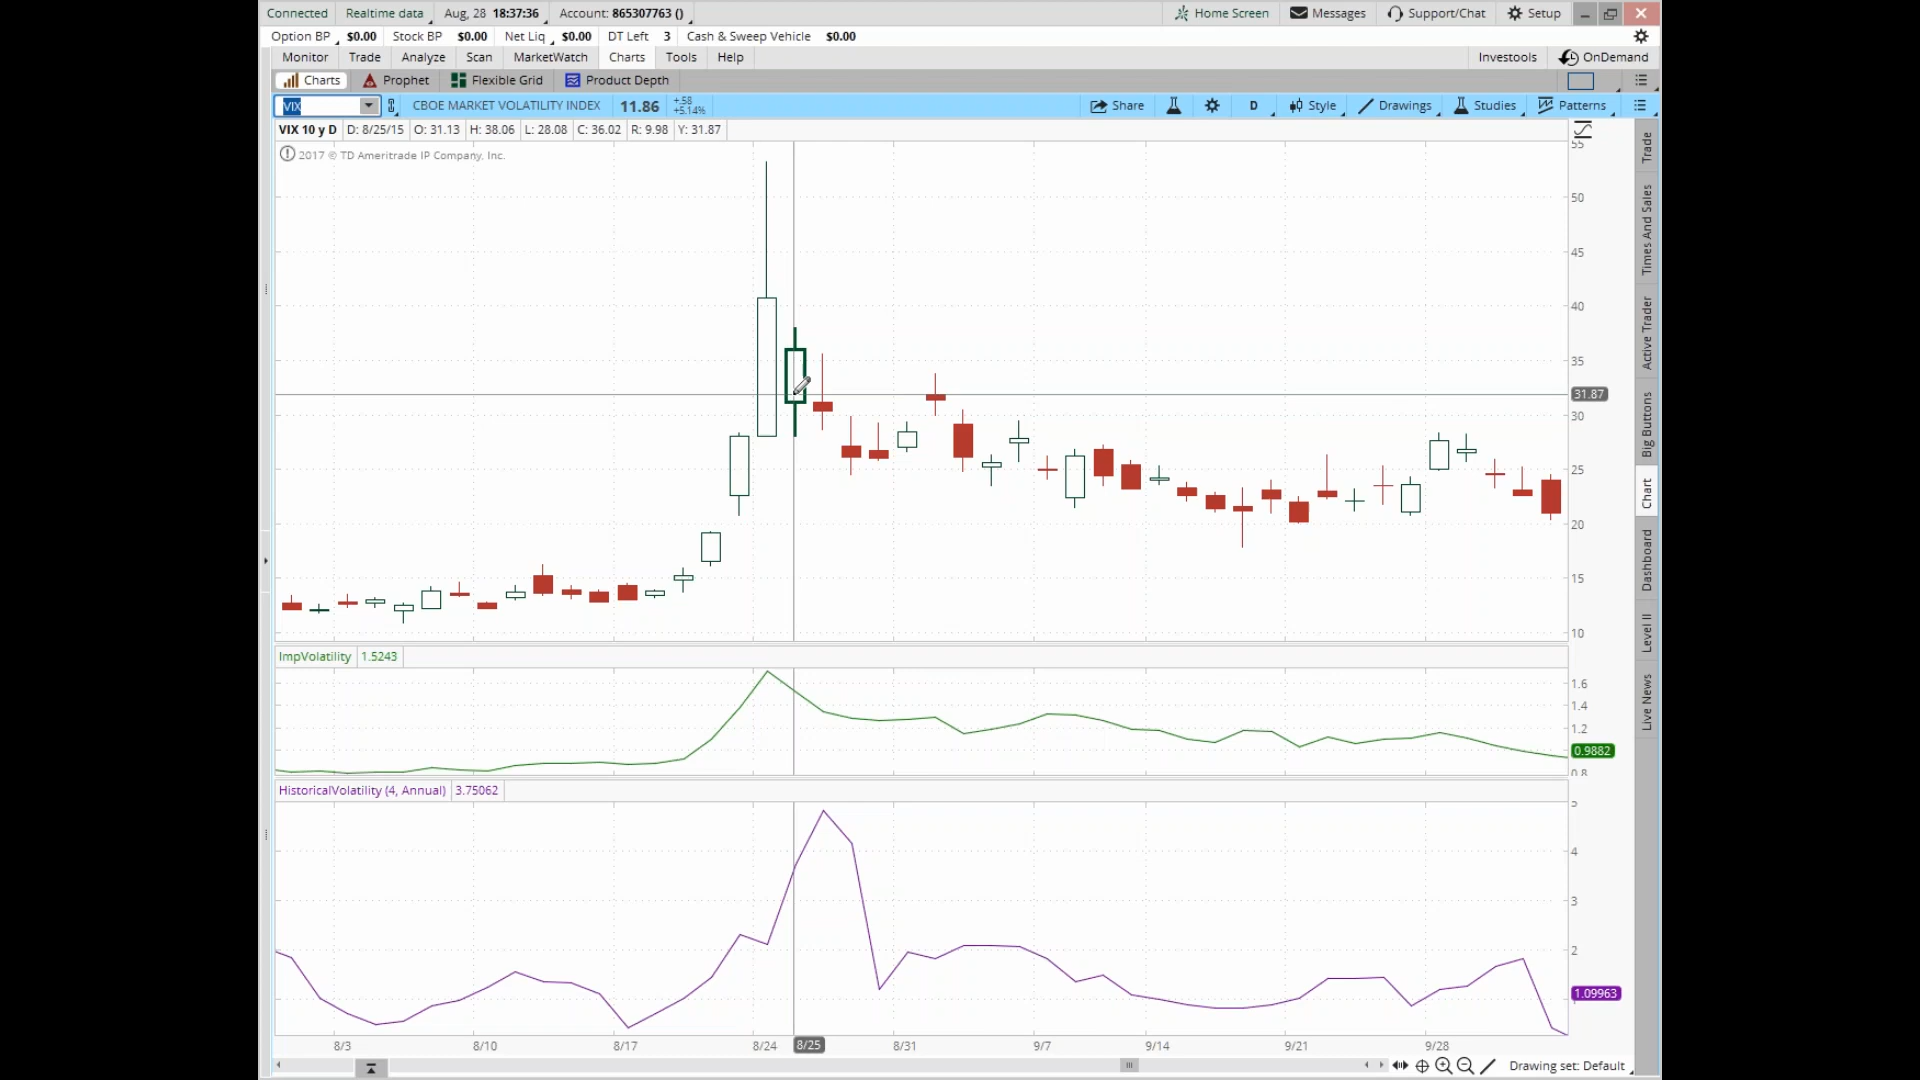 Connected Realtime data Aug, 28 18:37:36 Account: 865307763 () Home Screen Messages Support/Chat Setup
Option BP $0.00 Stock BP $0.00 Net Liq $0.00 DT Left 3 Cash & Sweep Vehicle $0.00
Monitor Trade Analyze Scan MarketWatch Charts Tools Help Investools OnDemand
Charts Prophet Flexible Grid Product Depth
VIX CBOE MARKET VOLATILITY INDEX 11.86 +.58 +5.14% Share D Style Drawings Studies Patterns
VIX 10 y D D: 8/25/15 O: 31.13 H: 38.06 L: 28.08 C: 36.02 R: 9.98 Y: 31.87
2017 © TD Ameritrade IP Company, Inc.
55
50
45
40
35
31.87
30
25
20
15
10
ImpVolatility 1.5243
1.6
1.4
1.2
0.9882
0.8
HistoricalVolatility (4, Annual) 3.75062
5
4
3
2
1.09963
8/3 8/10 8/17 8/24 8/25 8/31 9/7 9/14 9/21 9/28
Drawing set: Default
Trade
Times And Sales
Active Trader
Big Buttons
Chart
Dashboard
Level II
Live News